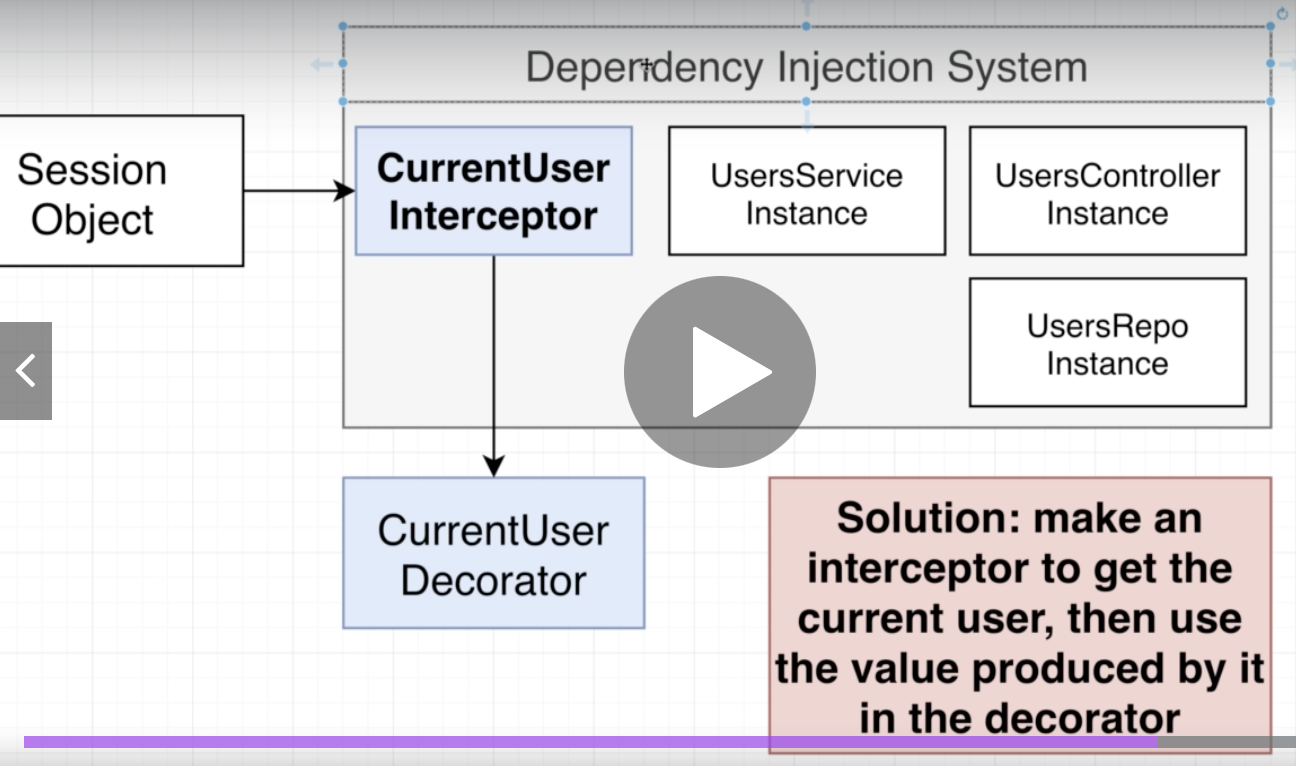 Dependency Injection System
Session
Object
CurrentUser
Interceptor
UsersService
Instance
UsersController
Instance
UsersRepo
Instance
CurrentUser
Decorator
Solution: make an
interceptor to get the
current user, then use
the value produced by it
in the decorator